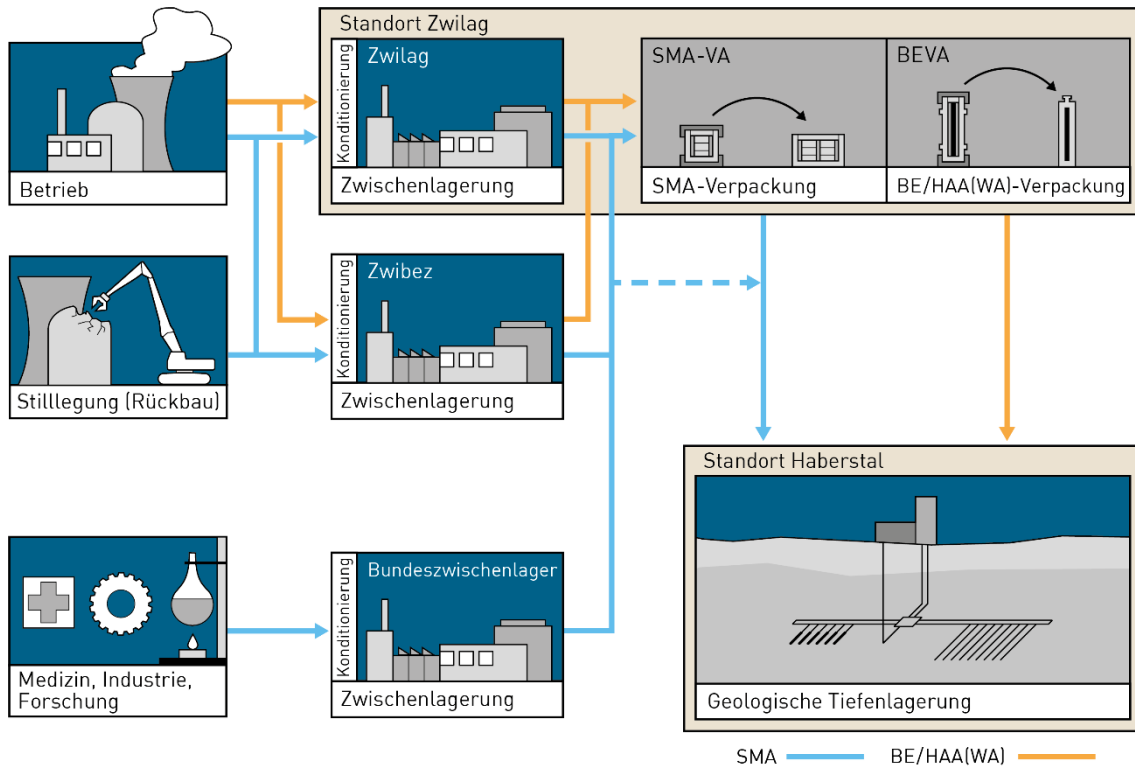 Standort Zwilag
Betrieb
Konditionierung
Zwilag
Zwischenlagerung
SMA-VA
SMA-Verpackung
BEVA
BE/HAA(WA)-Verpackung
Stilllegung (Rückbau)
Konditionierung
Zwibez
Zwischenlagerung
Medizin, Industrie,
Forschung
Konditionierung
Bundeszwischenlager
Zwischenlagerung
Standort Haberstal
Geologische Tiefenlagerung
SMA
BE/HAA(WA)